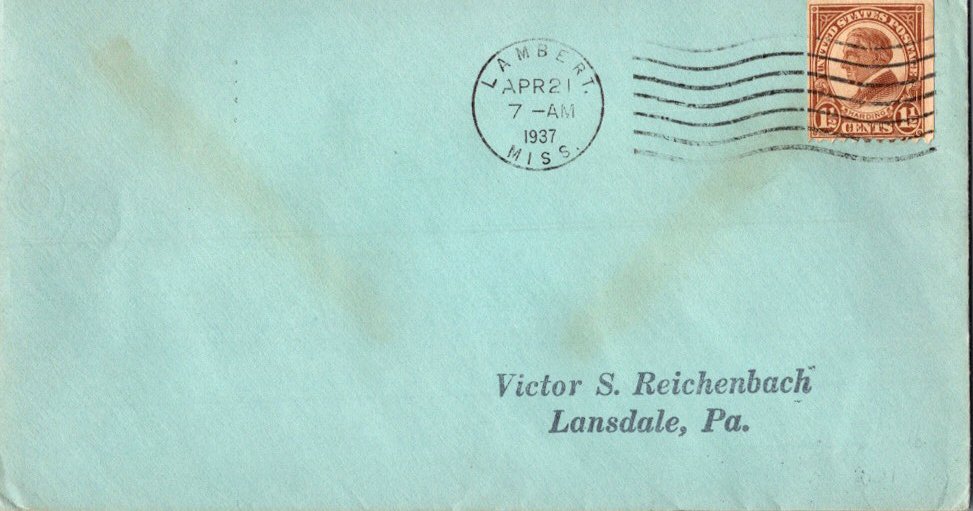 LAMBERT.
APR 21
7 - AM
1937
MISS.
UNITED STATES POSTAGE
HARDING
1½ CENTS 1½
Victor S. Reichenbach
Lansdale, Pa.